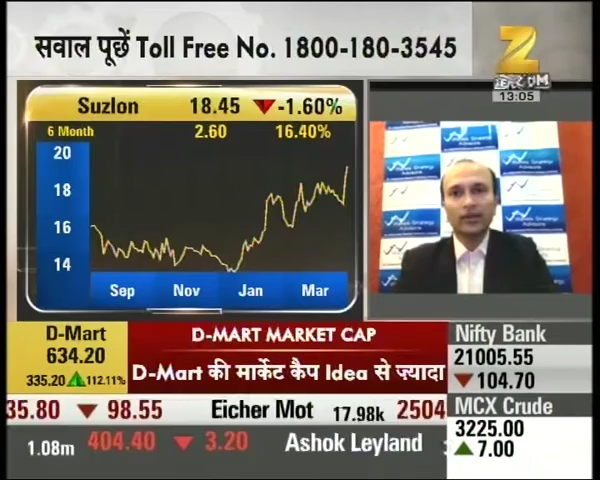 सवाल पूछें Toll Free No. 1800-180-3545
13:05
Suzlon 18.45 -1.60%
6 Month 2.60 16.40%
20
18
16
14
Sep Nov Jan Mar
D-Mart
634.20
335.20 112.11%
D-MART MARKET CAP
D-Mart की मार्केट कैप Idea से ज्यादा
Nifty Bank
21005.55
104.70
35.80 98.55 Eicher Mot 17.98k 2504
MCX Crude
3225.00
7.00
1.08m 404.40 3.20 Ashok Leyland